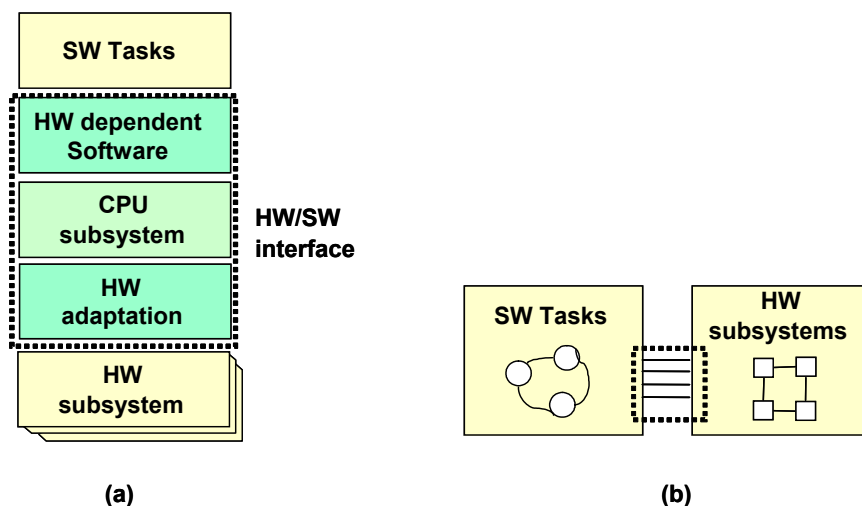 SW Tasks
HW dependent
Software
CPU
subsystem
HW
adaptation
HW
subsystem
HW/SW
interface
(a)
SW Tasks
HW
subsystems
(b)